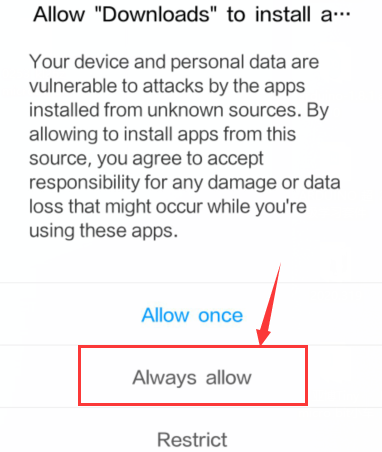 Allow "Downloads" to install a···
Your device and personal data are
vulnerable to attacks by the apps
installed from unknown sources. By
allowing to install apps from this
source, you agree to accept
responsibility for any damage or data
loss that might occur while you're
using these apps.
Allow once
Always allow
Restrict